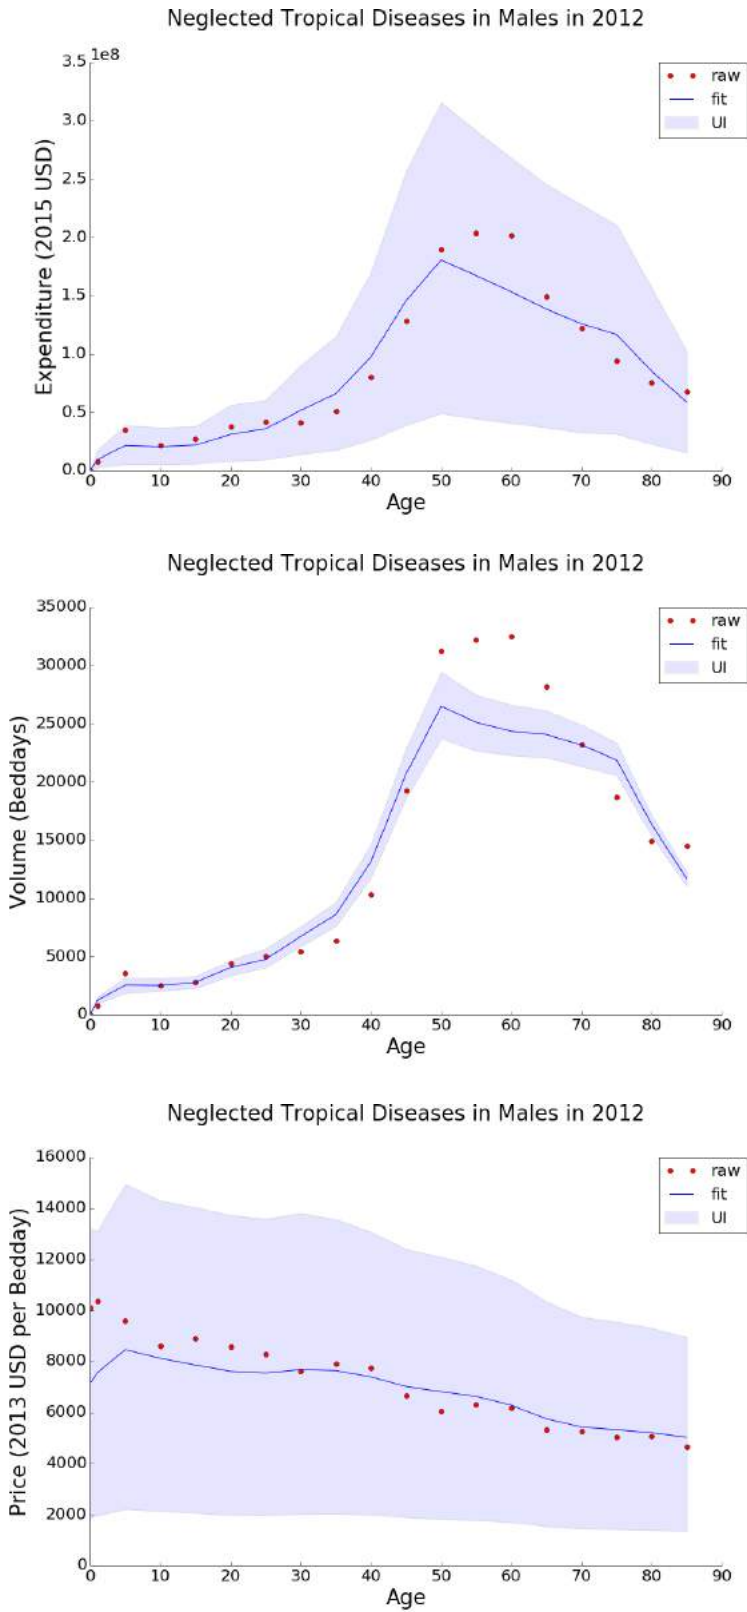 Neglected Tropical Diseases in Males in 2012
1e8
3.5
3.0
2.5
2.0
1.5
1.0
0.5
0.0
Expenditure (2015 USD)
raw
fit
UI
0 10 20 30 40 50 60 70 80 90
Age
Neglected Tropical Diseases in Males in 2012
35000
30000
25000
20000
15000
10000
5000
0
Volume (Beddays)
raw
fit
UI
0 10 20 30 40 50 60 70 80 90
Age
Neglected Tropical Diseases in Males in 2012
16000
14000
12000
10000
8000
6000
4000
2000
0
Price (2013 USD per Bedday)
raw
fit
UI
0 10 20 30 40 50 60 70 80 90
Age